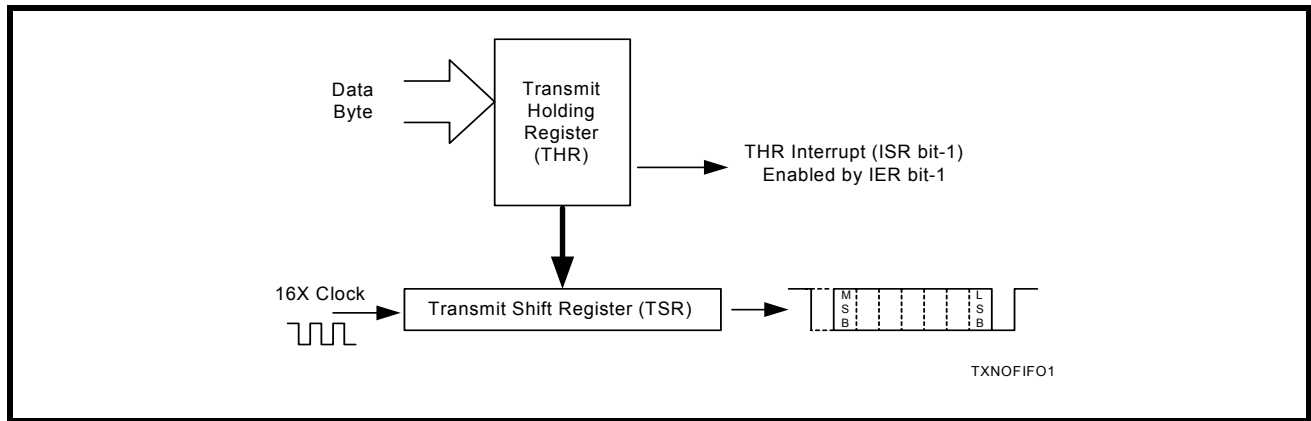 Data
Byte
Transmit
Holding
Register
(THR)
THR Interrupt (ISR bit-1)
Enabled by IER bit-1
16X Clock
Transmit Shift Register (TSR)
M
S
B
L
S
B
TXNOFIFO1